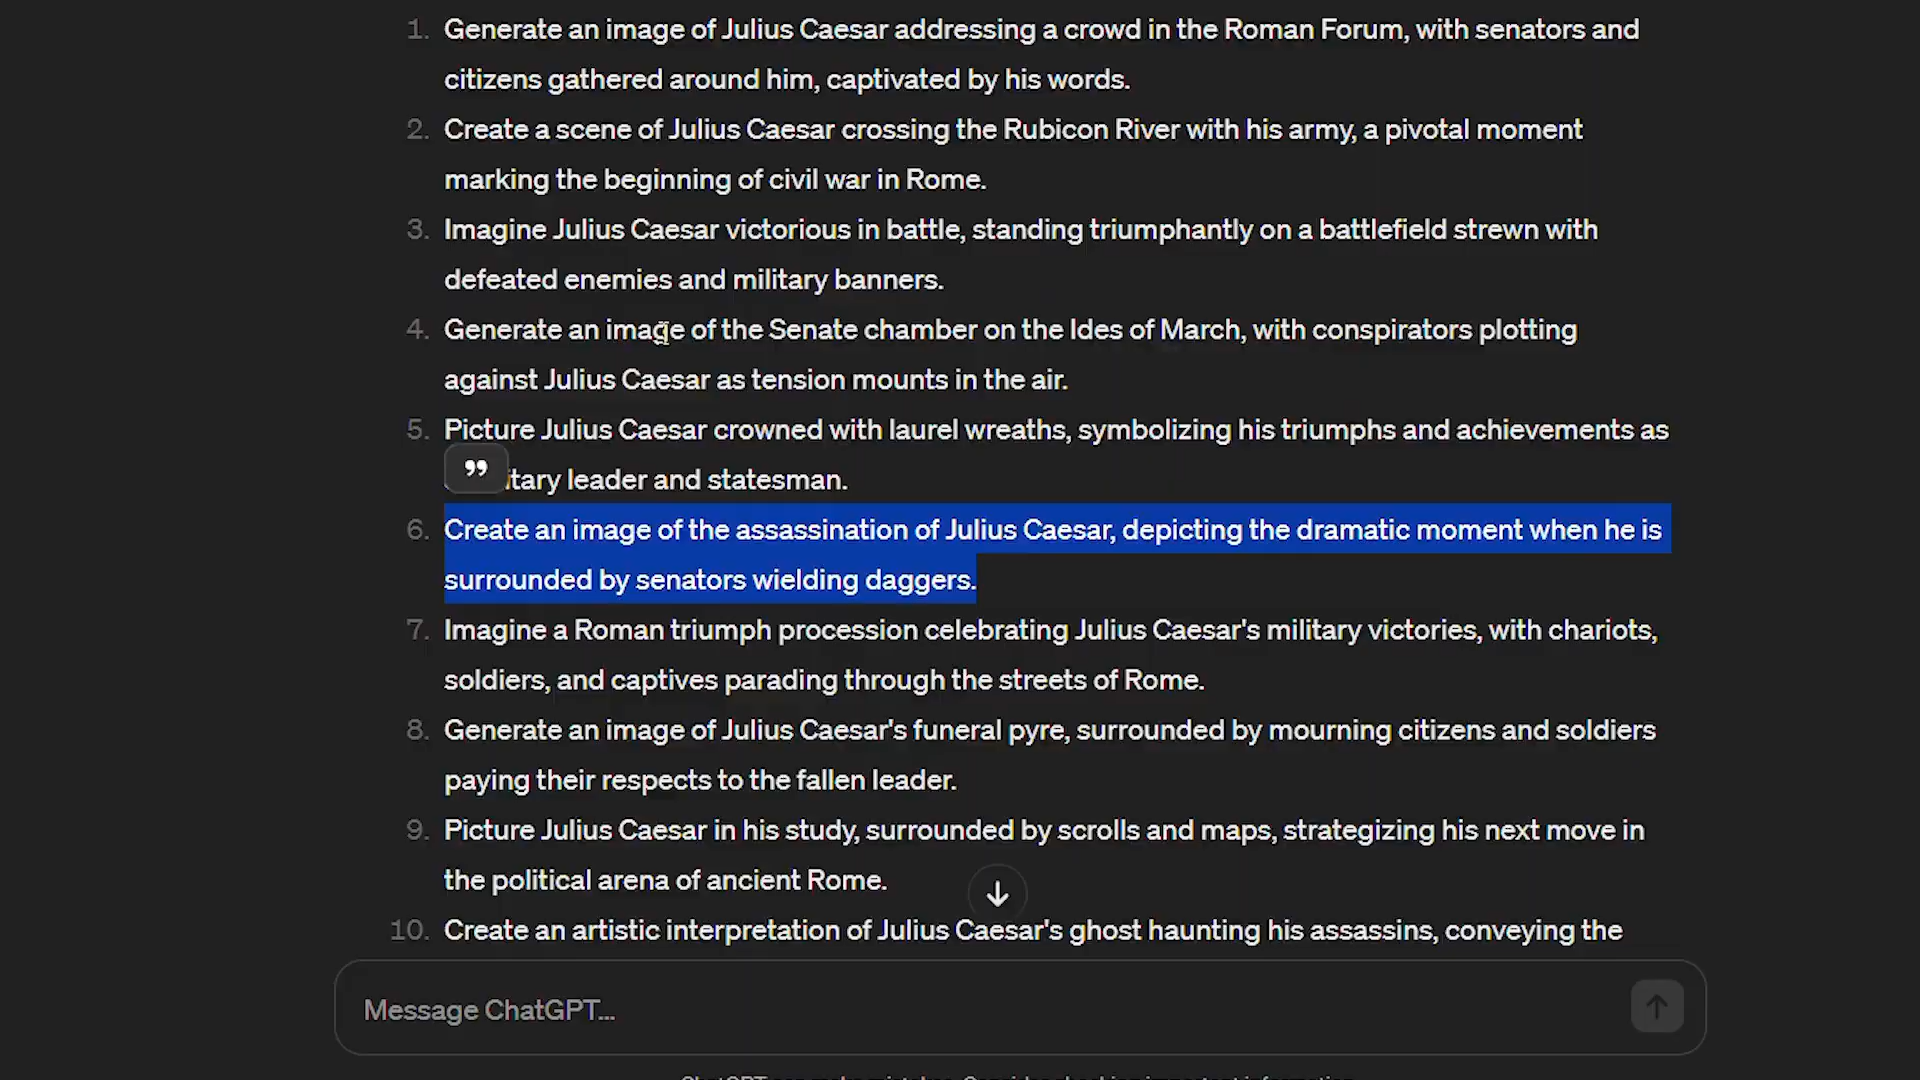 1. Generate an image of Julius Caesar addressing a crowd in the Roman Forum, with senators and
citizens gathered around him, captivated by his words.
2. Create a scene of Julius Caesar crossing the Rubicon River with his army, a pivotal moment
marking the beginning of civil war in Rome.
3. Imagine Julius Caesar victorious in battle, standing triumphantly on a battlefield strewn with
defeated enemies and military banners.
4. Generate an image of the Senate chamber on the Ides of March, with conspirators plotting
against Julius Caesar as tension mounts in the air.
5. Picture Julius Caesar crowned with laurel wreaths, symbolizing his triumphs and achievements as
leader and statesman.
6. Create an image of the assassination of Julius Caesar, depicting the dramatic moment when he is
surrounded by senators wielding daggers.
7. Imagine a Roman triumph procession celebrating Julius Caesar's military victories, with chariots,
soldiers, and captives parading through the streets of Rome.
8. Generate an image of Julius Caesar's funeral pyre, surrounded by mourning citizens and soldiers
paying their respects to the fallen leader.
9. Picture Julius Caesar in his study, surrounded by scrolls and maps, strategizing his next move in
the political arena of ancient Rome.
10. Create an artistic interpretation of Julius Caesar's ghost haunting his assassins, conveying the
Message ChatGPT...